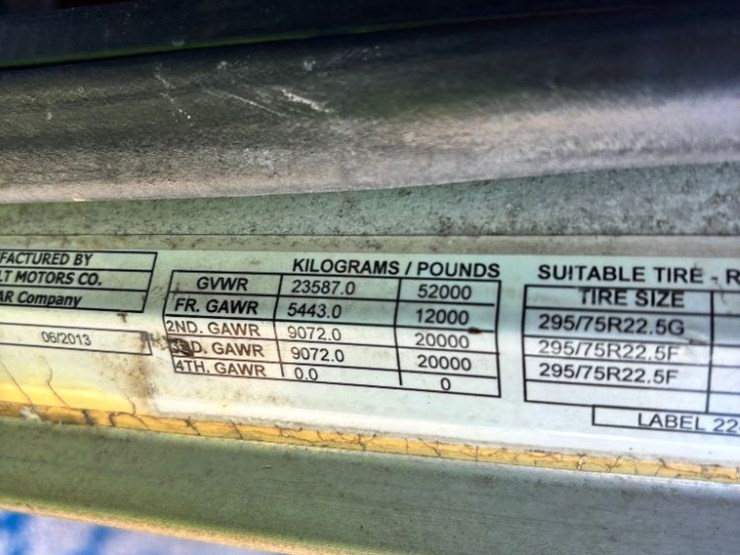 FACTURED BY
LT MOTORS CO.
AR Company
06/2013
KILOGRAMS / POUNDS
GVWR 23587.0 52000
FR. GAWR 5443.0 12000
2ND. GAWR 9072.0 20000
D. GAWR 9072.0 20000
4TH. GAWR 0.0 0
SUITABLE TIRE - R
TIRE SIZE
295/75R22.5G
295/75R22.5F
295/75R22.5F
LABEL 22